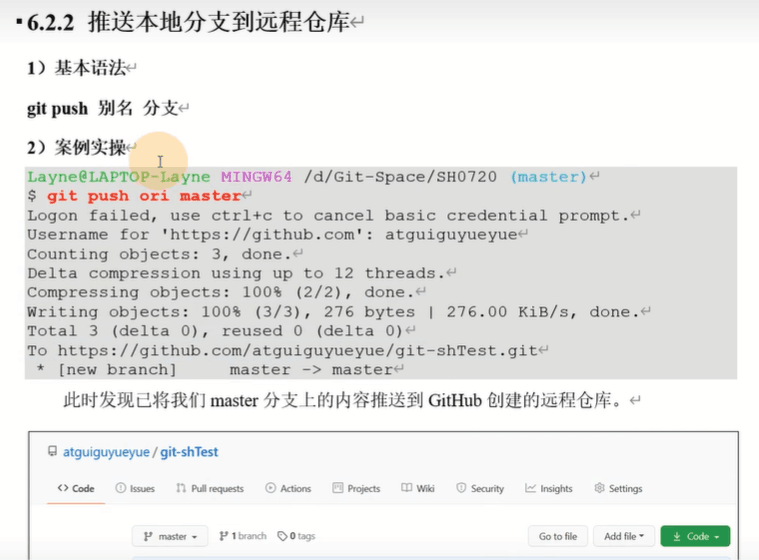 6.2.2 推送本地分支到远程仓库
1）基本语法
git push 别名 分支
2）案例实操
Layne@LAPTOP-Layne MINGW64 /d/Git-Space/SH0720 (master)
$ git push ori master
Logon failed, use ctrl+c to cancel basic credential prompt.
Username for 'https://github.com': atguiguyueyue
Counting objects: 3, done.
Delta compression using up to 12 threads.
Compressing objects: 100% (2/2), done.
Writing objects: 100% (3/3), 276 bytes | 276.00 KiB/s, done.
Total 3 (delta 0), reused 0 (delta 0)
To https://github.com/atguiguyueyue/git-shTest.git
* [new branch] master -> master
此时发现已将我们 master 分支上的内容推送到 GitHub 创建的远程仓库。
atguiguyueyue / git-shTest
Code Issues Pull requests Actions Projects Wiki Security Insights Settings
master 1 branch 0 tags Go to file Add file Code